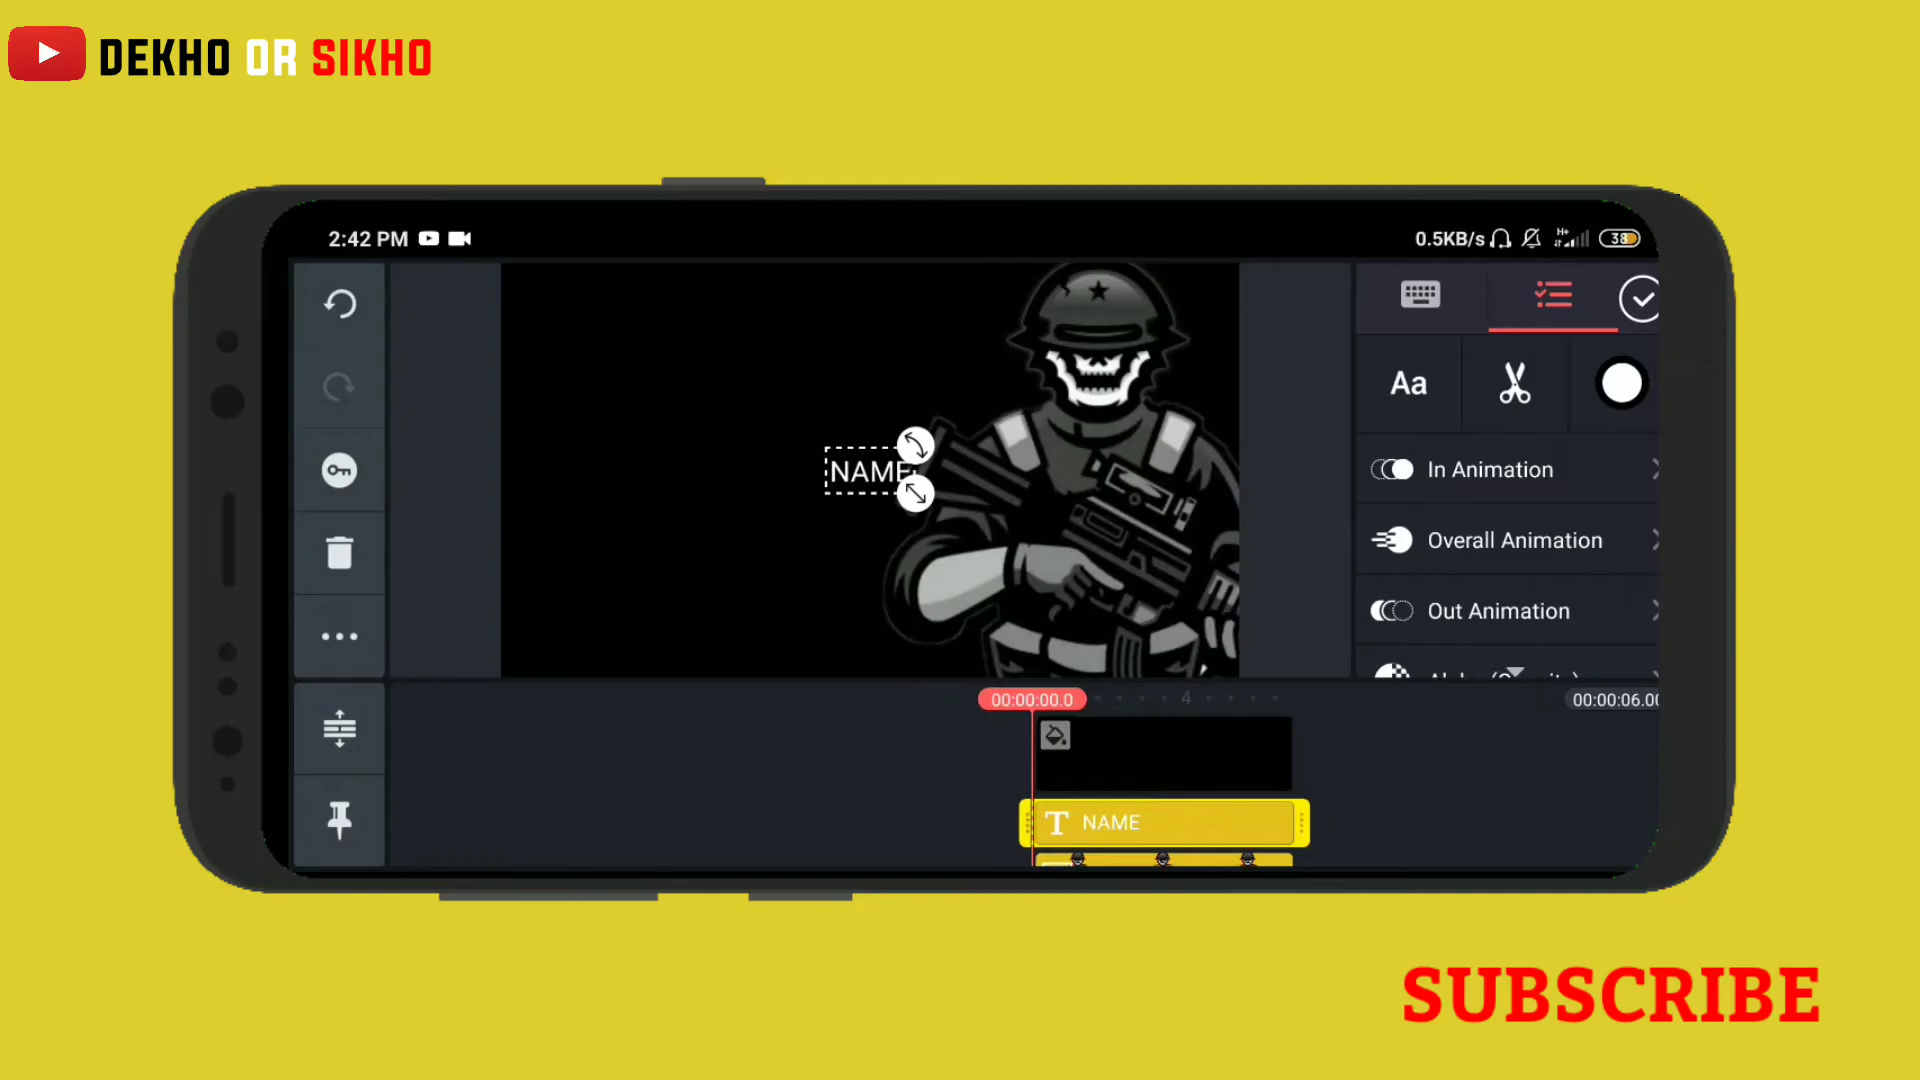 DEKHO OR SIKHO
2:42 PM
0.5KB/s
H+
38
NAME
Aa
In Animation
Overall Animation
Out Animation
00:00:00.0
4
00:00:06.00
NAME
SUBSCRIBE